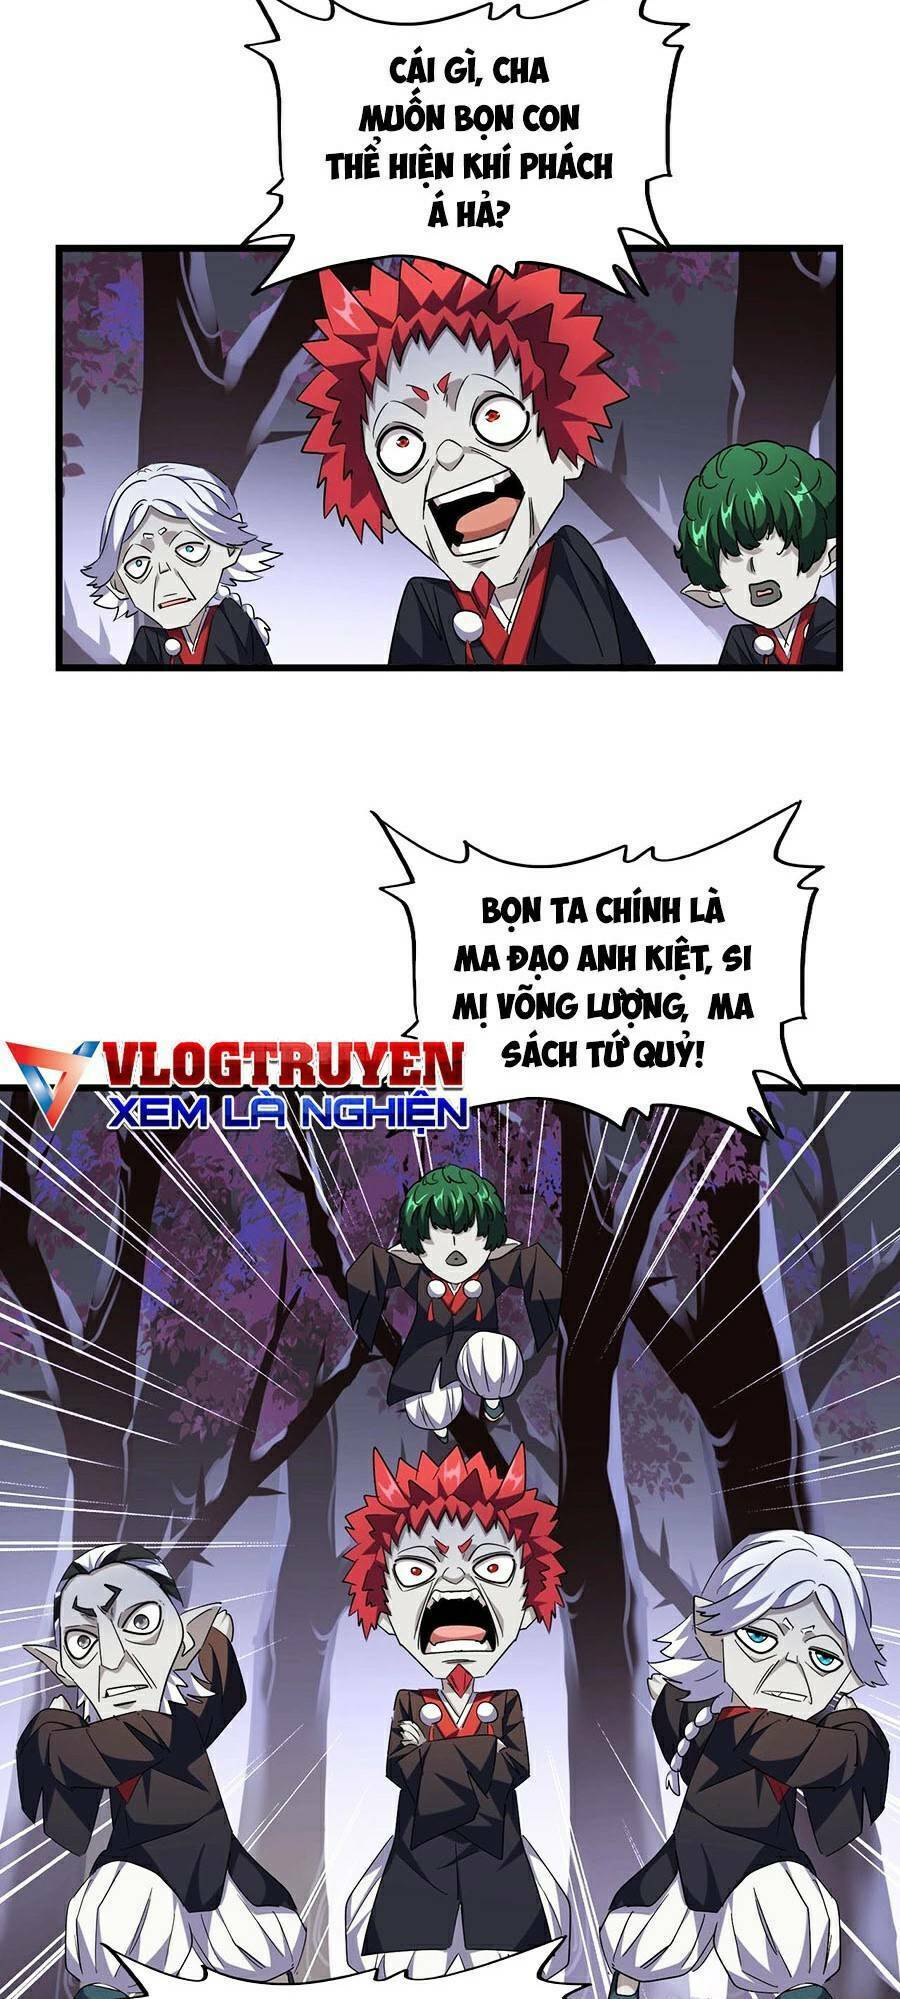 CÁI GÌ, CHA
MUỐN BỌN CON
THỂ HIỆN KHÍ PHÁCH
Á HẢ?
BỌN TA CHÍNH LÀ
MA ĐẠO ANH KIỆT, SI
MỊ VÕNG LƯỢNG, MA
SÁCH TỨ QUỶ!
VLOGTRUYEN
XEM LÀ NGHIỆN